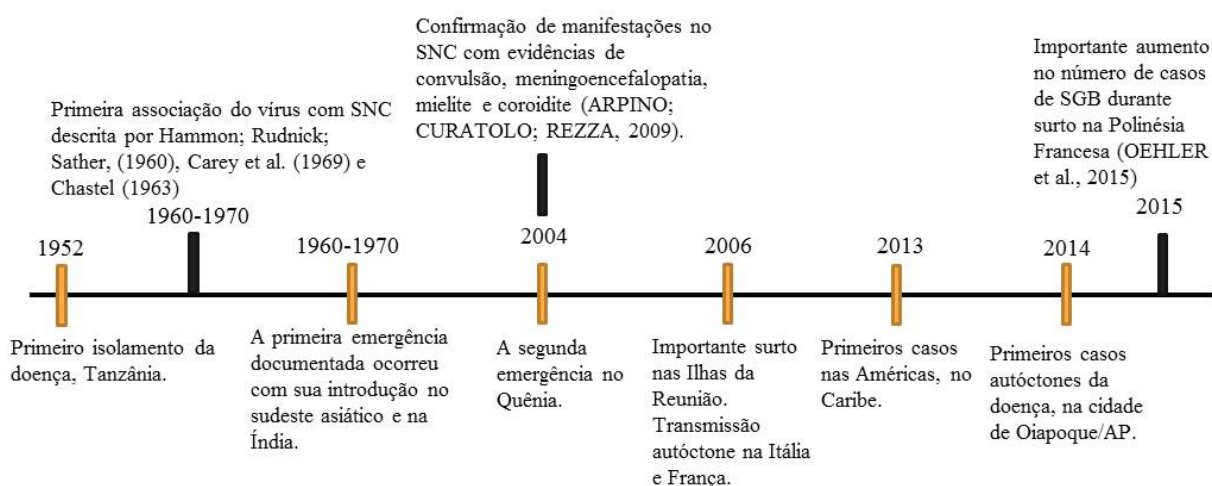 Primeira associação do vírus com SNC
descrita por Hammon; Rudnick;
Sather, (1960), Carey et al. (1969) e
Chastel (1963)
1960-1970
Confirmação de manifestações no
SNC com evidências de
convulsão, meningoencefalopatia,
mielite e coroidite (ARPINO;
CURATOLO; REZZA, 2009).
Importante aumento
no número de casos
de SGB durante
surto na Polinésia
Francesa (OEHLER
et al., 2015)
2015
1952
Primeiro isolamento da
doença, Tanzânia.
1960-1970
A primeira emergência
documentada ocorreu
com sua introdução no
sudeste asiático e na
Índia.
2004
A segunda
emergência no
Quênia.
2006
Importante surto
nas Ilhas da
Reunião.
Transmissão
autóctone na Itália
e França.
2013
Primeiros casos
nas Américas, no
Caribe.
2014
Primeiros casos
autóctones da
doença, na cidade
de Oiapoque/AP.